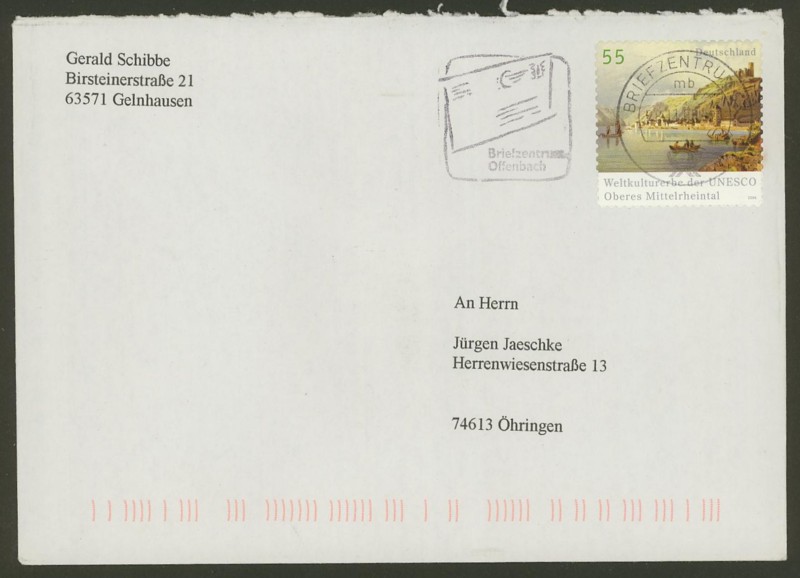 Gerald Schibbe
Birsteinerstraße 21
63571 Gelnhausen
Briefzentrum
Offenbach
55
Deutschland
BRIEFZENTRUM
mb
Weltkulturerbe der UNESCO
Oberes Mittelrheintal
An Herrn
Jürgen Jaeschke
Herrenwiesenstraße 13
74613 Öhringen